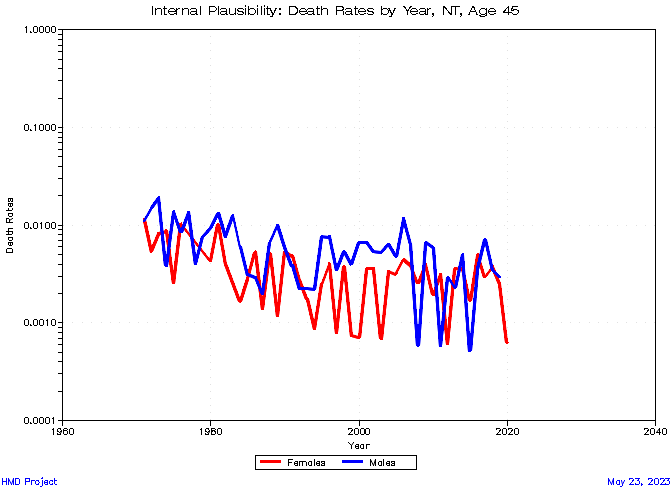 Internal Plausibility: Death Rates by Year, NT, Age 45
1.0000
0.1000
0.0100
0.0010
0.0001
Death Rates
1960
1980
2000
2020
2040
Year
Females
Males
HMD Project
May 23, 2023